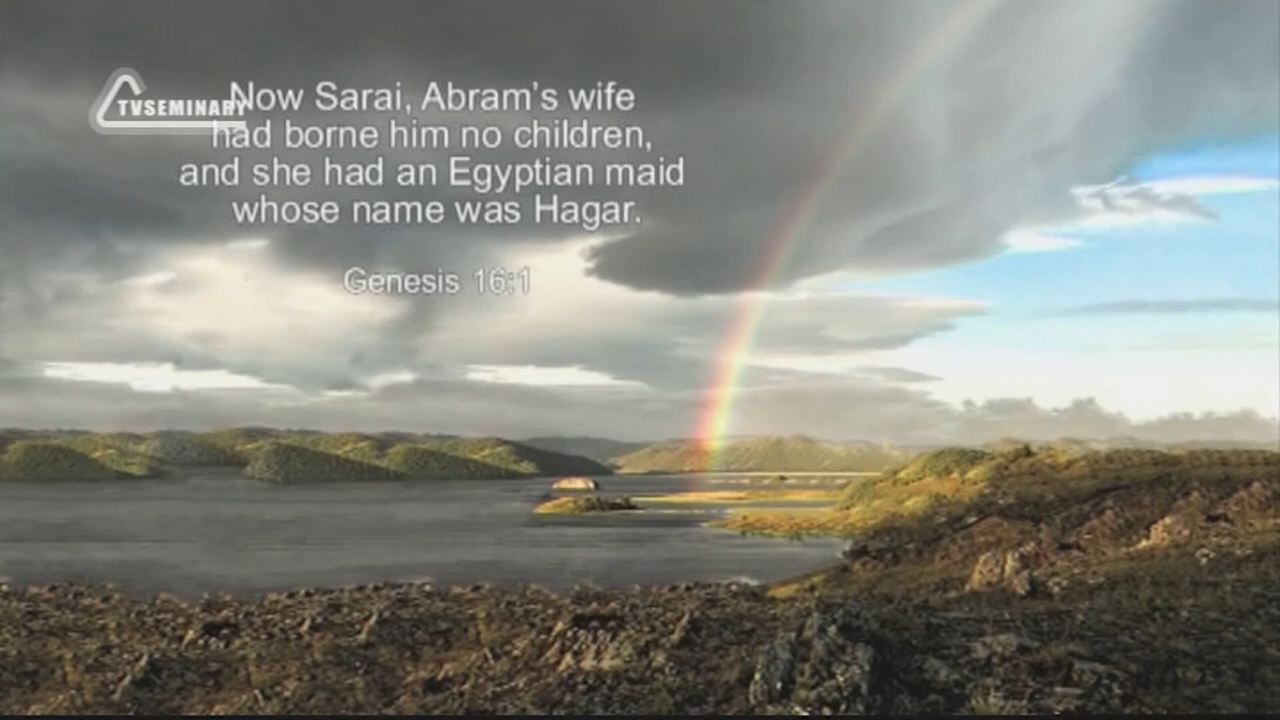 TVSEMINARY
Now Sarai, Abram's wife
had borne him no children,
and she had an Egyptian maid
whose name was Hagar.
Genesis 16:1